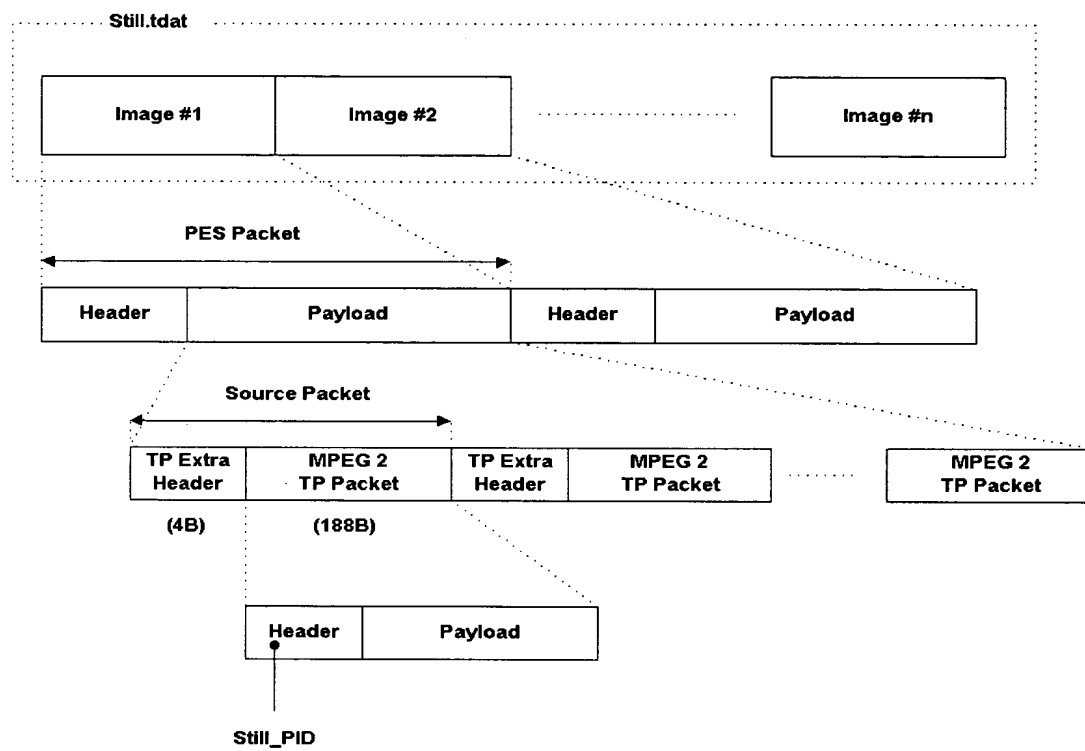 Still.tdat
Image #1
Image #2
Image #n
PES Packet
Header
Payload
Header
Payload
Source Packet
TP Extra
Header
MPEG 2
TP Packet
TP Extra
Header
MPEG 2
TP Packet
MPEG 2
TP Packet
(4B)
(188B)
Header
Payload
Still_PID